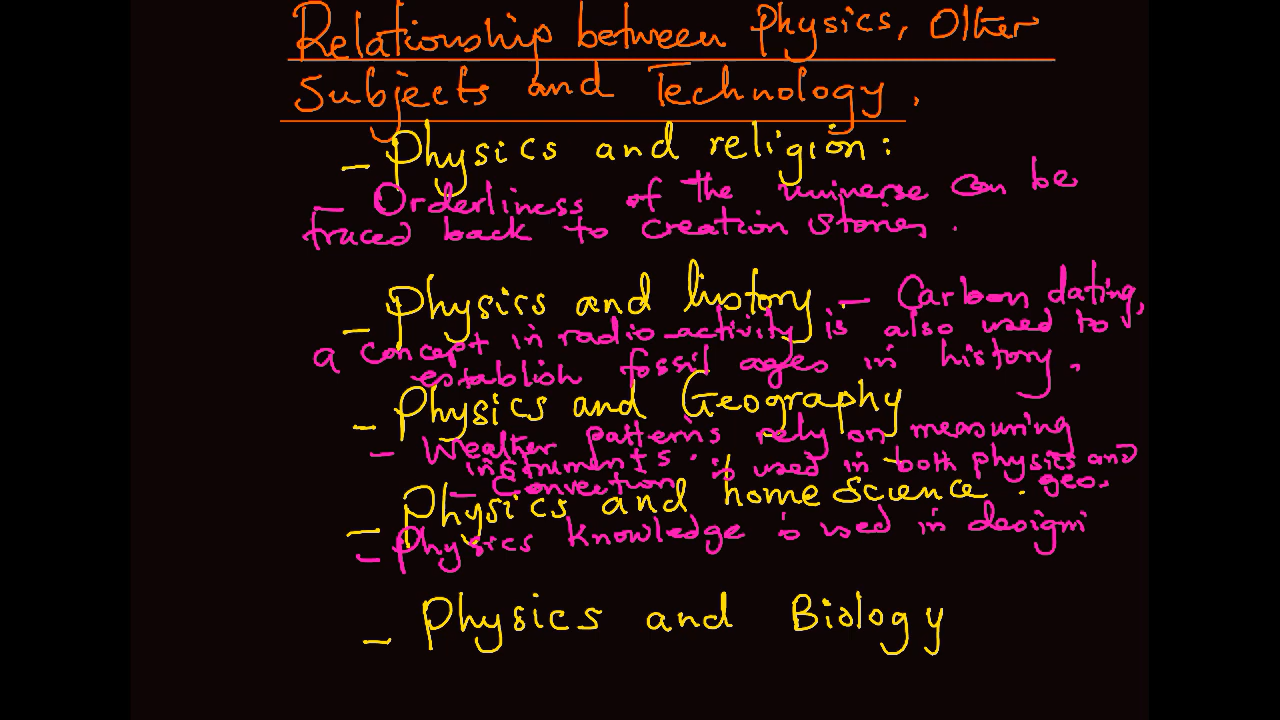 Relationship between Physics, Other
Subjects and Technology.
- Physics and religion:
- Orderliness of the universe can be
traced back to creation stories.
- Physics and history. - Carbon dating,
a concept in radio-activity is also used to
establish fossil ages in history.
- Physics and Geography
- Weather patterns rely on measuring
instruments.
- Convection is used in both physics and
geo.
- Physics and home Science.
- Physics knowledge is used in designi
- Physics and Biology